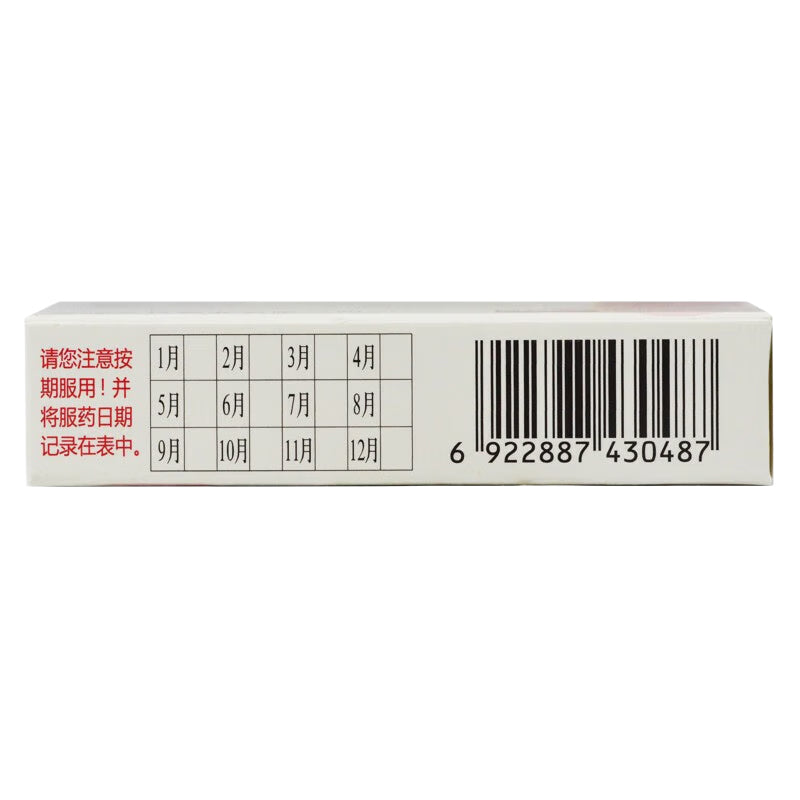 请您注意按
期服用！并
将服药日期
记录在表中。
1月 2月 3月 4月
5月 6月 7月 8月
9月 10月 11月 12月
6 922887 430487